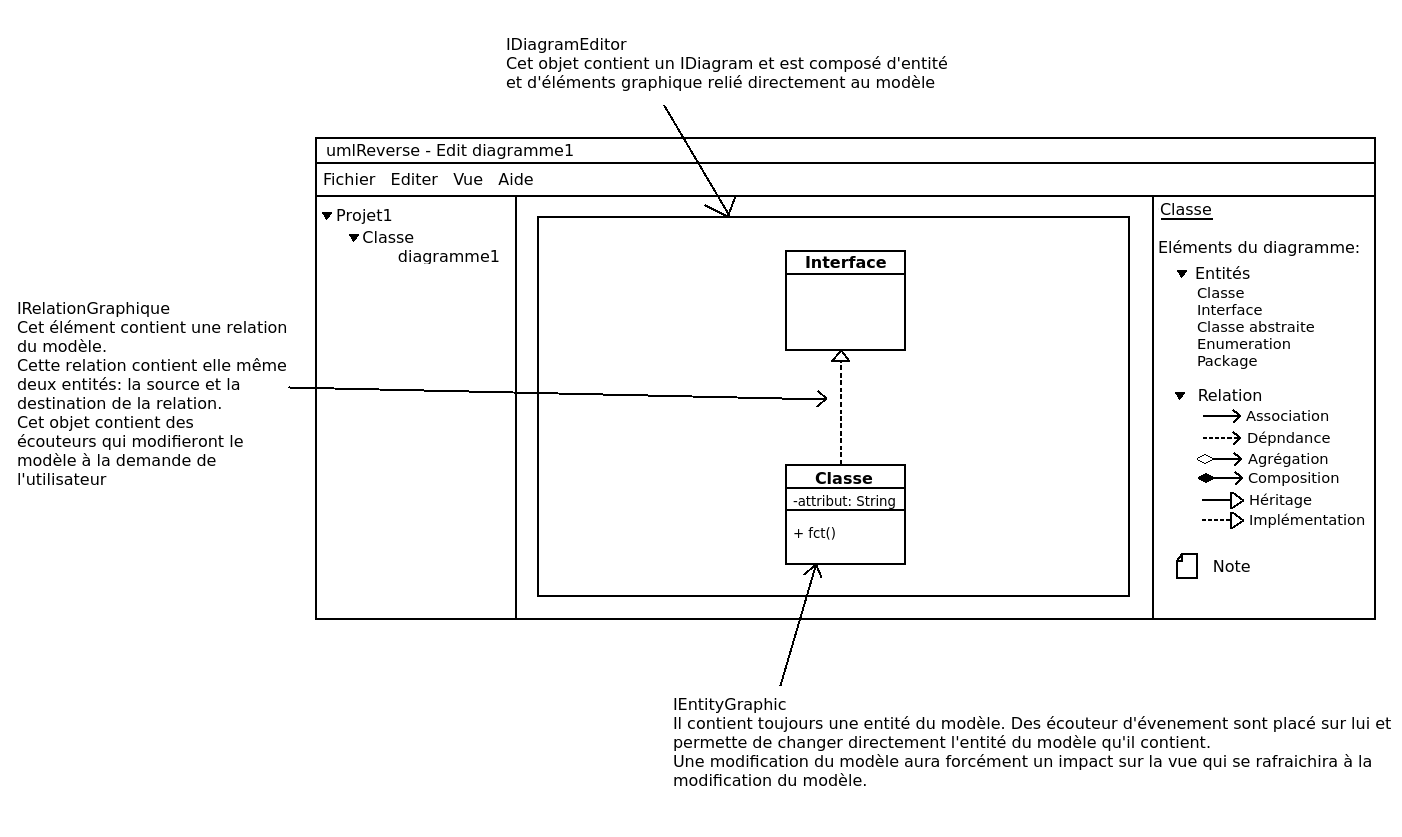 IDiagramEditor
Cet objet contient un IDiagram et est composé d'entité
et d'éléments graphique relié directement au modèle
umlReverse - Edit diagramme1
Fichier Editer Vue Aide
Projet1
Classe
diagramme1
Interface
Classe
-attribut: String
+ fct()
Classe
Eléments du diagramme:
Entités
Classe
Interface
Classe abstraite
Enumeration
Package
Relation
Association
Dépndance
Agrégation
Composition
Héritage
Implémentation
Note
IRelationGraphique
Cet élément contient une relation
du modèle.
Cette relation contient elle même
deux entités: la source et la
destination de la relation.
Cet objet contient des
écouteurs qui modifieront le
modèle à la demande de
l'utilisateur
IEntityGraphic
Il contient toujours une entité du modèle. Des écouteur d'évenement sont placé sur lui et
permette de changer directement l'entité du modèle qu'il contient.
Une modification du modèle aura forcément un impact sur la vue qui se rafraichira à la
modification du modèle.